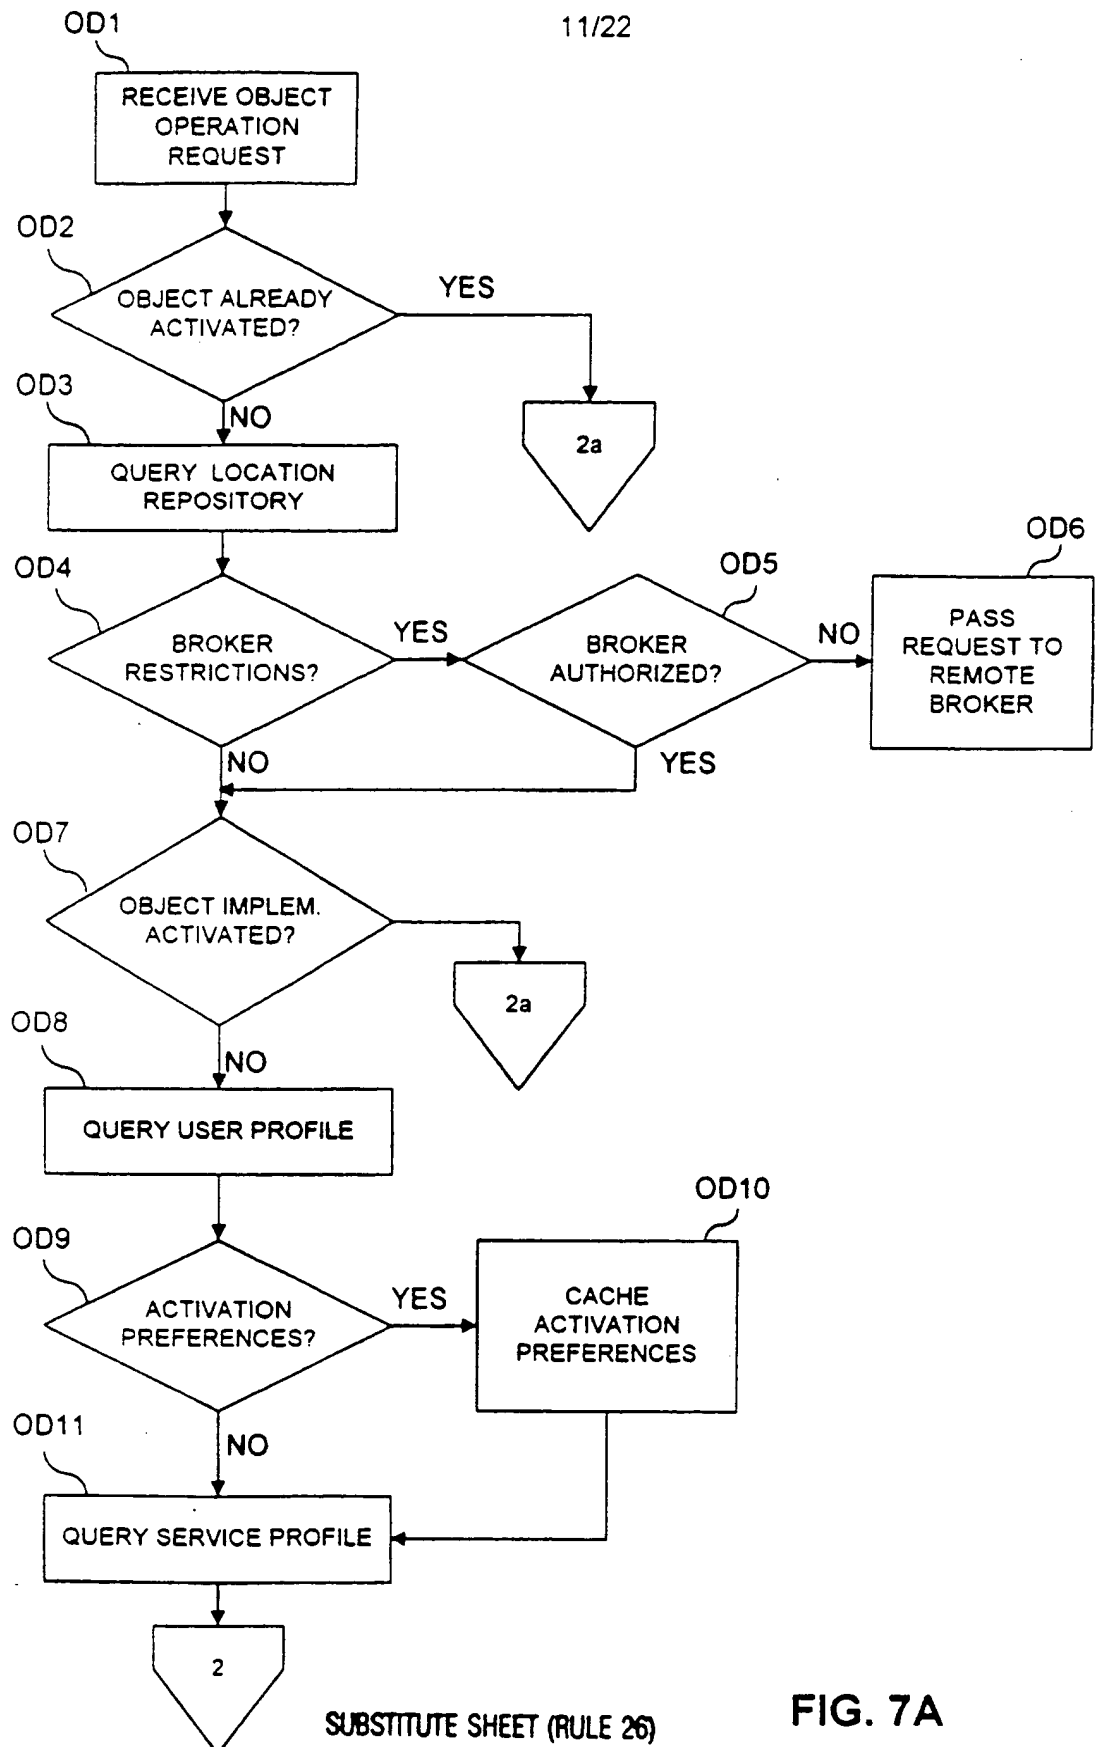 11/22
OD1
RECEIVE OBJECT
OPERATION
REQUEST
OD2
OBJECT ALREADY
ACTIVATED?
YES
2a
NO
OD3
QUERY LOCATION
REPOSITORY
OD4
BROKER
RESTRICTIONS?
YES
OD5
BROKER
AUTHORIZED?
NO
OD6
PASS
REQUEST TO
REMOTE
BROKER
NO
YES
OD7
OBJECT IMPLEM.
ACTIVATED?
2a
NO
OD8
QUERY USER PROFILE
OD9
ACTIVATION
PREFERENCES?
YES
OD10
CACHE
ACTIVATION
PREFERENCES
NO
OD11
QUERY SERVICE PROFILE
2
SUBSTITUTE SHEET (RULE 26)
FIG. 7A